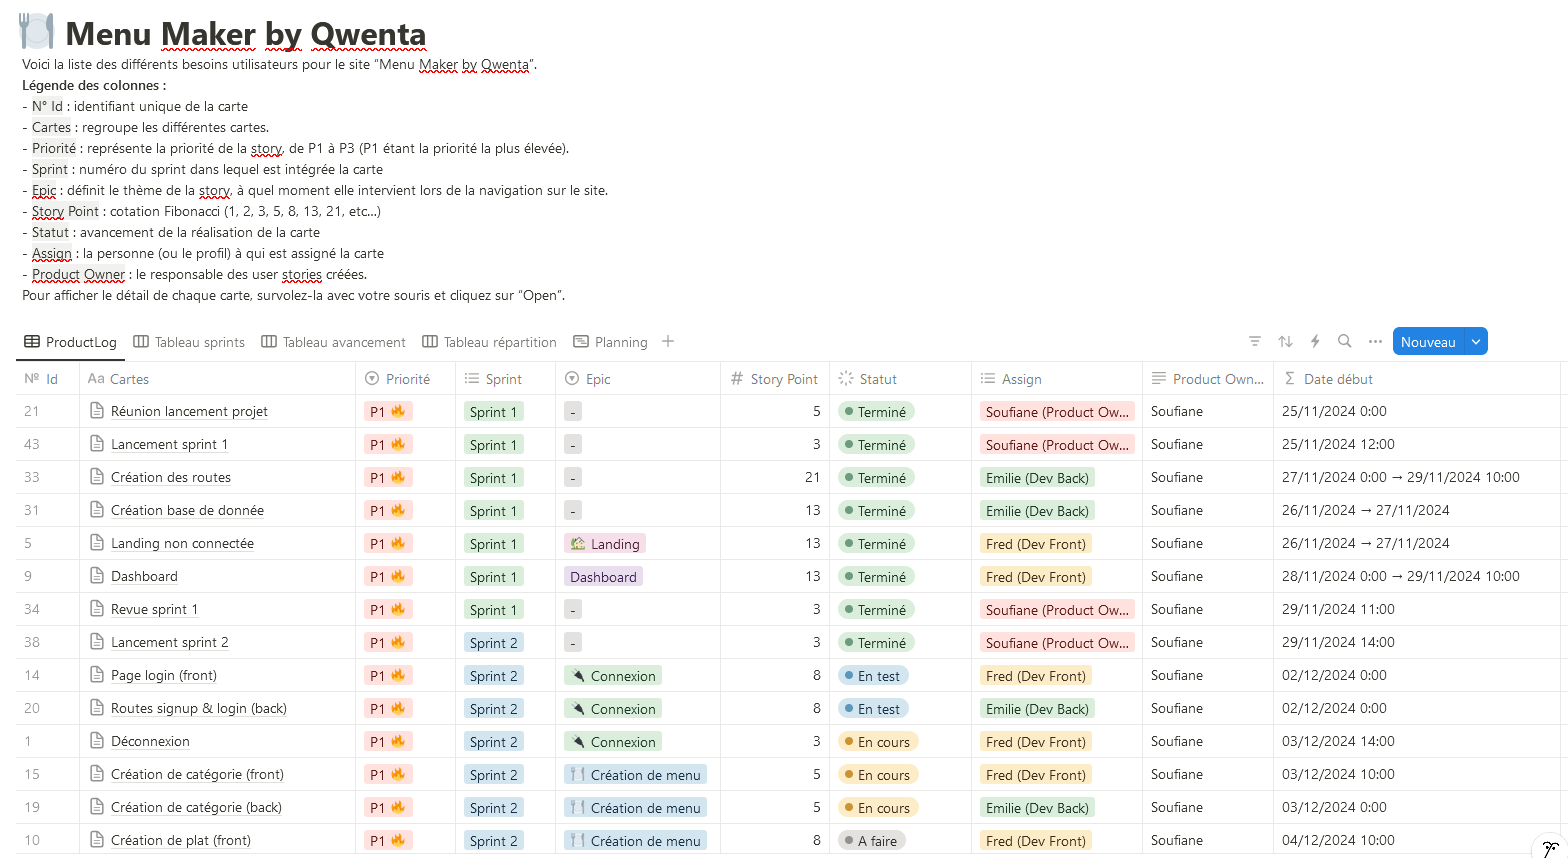 Menu Maker by Qwenta
Voici la liste des différents besoins utilisateurs pour le site “Menu Maker by Qwenta”.
Légende des colonnes :
- N° Id : identifiant unique de la carte
- Cartes : regroupe les différentes cartes.
- Priorité : représente la priorité de la story, de P1 à P3 (P1 étant la priorité la plus élevée).
- Sprint : numéro du sprint dans lequel est intégrée la carte
- Epic : définit le thème de la story, à quel moment elle intervient lors de la navigation sur le site.
- Story Point : cotation Fibonacci (1, 2, 3, 5, 8, 13, 21, etc...)
- Statut : avancement de la réalisation de la carte
- Assign : la personne (ou le profil) à qui est assigné la carte
- Product Owner : le responsable des user stories créées.
Pour afficher le détail de chaque carte, survolez-la avec votre souris et cliquez sur “Open”.
ProductLog Tableau sprints Tableau avancement Tableau répartition Planning Nouveau
Nº Id Aa Cartes Priorité Sprint Epic # Story Point Statut Assign Product Own... Σ Date début
21 Réunion lancement projet P1 🔥 Sprint 1 - 5 Terminé Soufiane (Product Ow... Soufiane 25/11/2024 0:00
43 Lancement sprint 1 P1 🔥 Sprint 1 - 3 Terminé Soufiane (Product Ow... Soufiane 25/11/2024 12:00
33 Création des routes P1 🔥 Sprint 1 - 21 Terminé Emilie (Dev Back) Soufiane 27/11/2024 0:00 → 29/11/2024 10:00
31 Création base de donnée P1 🔥 Sprint 1 - 13 Terminé Emilie (Dev Back) Soufiane 26/11/2024 → 27/11/2024
5 Landing non connectée P1 🔥 Sprint 1 🏡 Landing 13 Terminé Fred (Dev Front) Soufiane 26/11/2024 → 27/11/2024
9 Dashboard P1 🔥 Sprint 1 Dashboard 13 Terminé Fred (Dev Front) Soufiane 28/11/2024 0:00 → 29/11/2024 10:00
34 Revue sprint 1 P1 🔥 Sprint 1 - 3 Terminé Soufiane (Product Ow... Soufiane 29/11/2024 11:00
38 Lancement sprint 2 P1 🔥 Sprint 2 - 3 Terminé Soufiane (Product Ow... Soufiane 29/11/2024 14:00
14 Page login (front) P1 🔥 Sprint 2 🔌 Connexion 8 En test Fred (Dev Front) Soufiane 02/12/2024 0:00
20 Routes signup & login (back) P1 🔥 Sprint 2 🔌 Connexion 8 En test Emilie (Dev Back) Soufiane 02/12/2024 0:00
1 Déconnexion P1 🔥 Sprint 2 🔌 Connexion 3 En cours Fred (Dev Front) Soufiane 03/12/2024 14:00
15 Création de catégorie (front) P1 🔥 Sprint 2 🍽️ Création de menu 5 En cours Fred (Dev Front) Soufiane 03/12/2024 10:00
19 Création de catégorie (back) P1 🔥 Sprint 2 🍽️ Création de menu 5 En cours Emilie (Dev Back) Soufiane 03/12/2024 0:00
10 Création de plat (front) P1 🔥 Sprint 2 🍽️ Création de menu 8 A faire Fred (Dev Front) Soufiane 04/12/2024 10:00